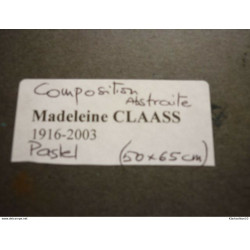 Composition
Abstraite
Madeleine CLAASS
1916-2003
Pastel (50x65cm)